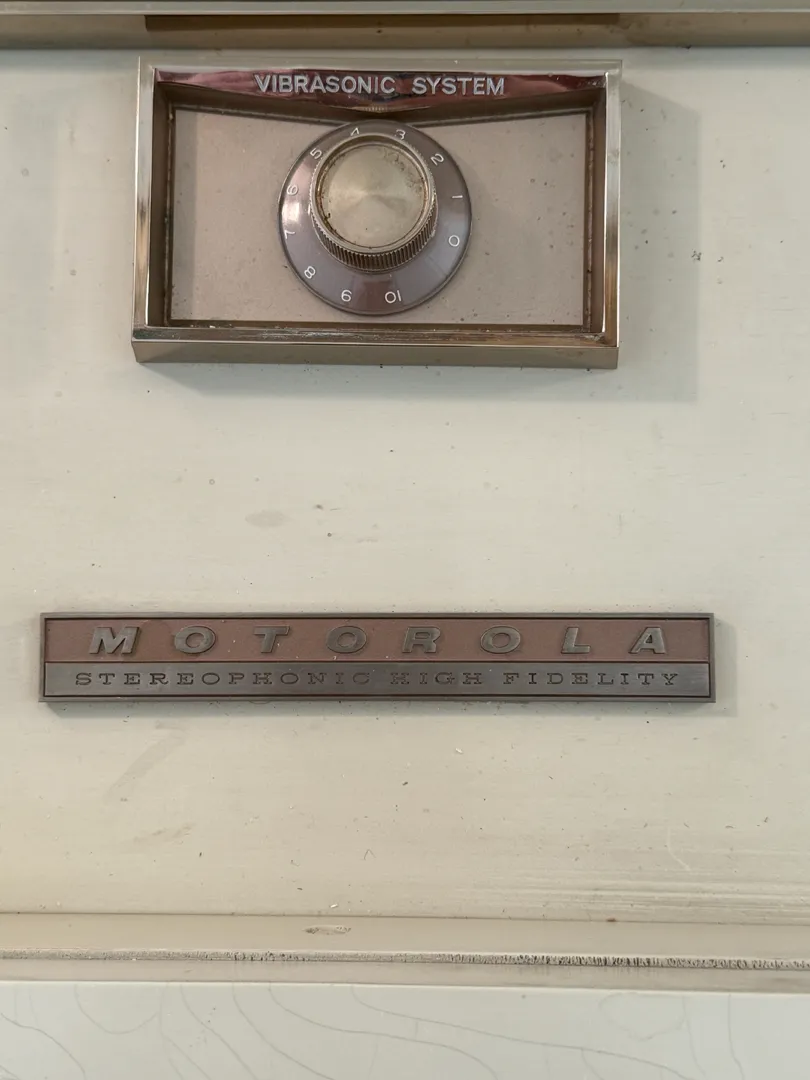 VIBRASONIC SYSTEM
0 1 2 3 4 5 6 7 8 9 10
MOTOROLA
STEREOPHONIC HIGH FIDELITY